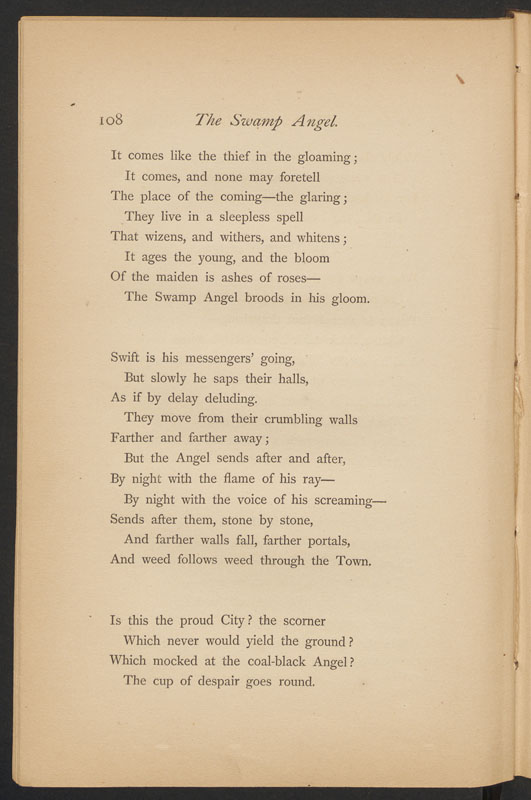 108 The Swamp Angel.
It comes like the thief in the gloaming;
It comes, and none may foretell
The place of the coming—the glaring;
They live in a sleepless spell
That wizens, and withers, and whitens;
It ages the young, and the bloom
Of the maiden is ashes of roses—
The Swamp Angel broods in his gloom.
Swift is his messengers' going,
But slowly he saps their halls,
As if by delay deluding.
They move from their crumbling walls
Farther and farther away;
But the Angel sends after and after,
By night with the flame of his ray—
By night with the voice of his screaming—
Sends after them, stone by stone,
And farther walls fall, farther portals,
And weed follows weed through the Town.
Is this the proud City? the scorner
Which never would yield the ground?
Which mocked at the coal-black Angel?
The cup of despair goes round.